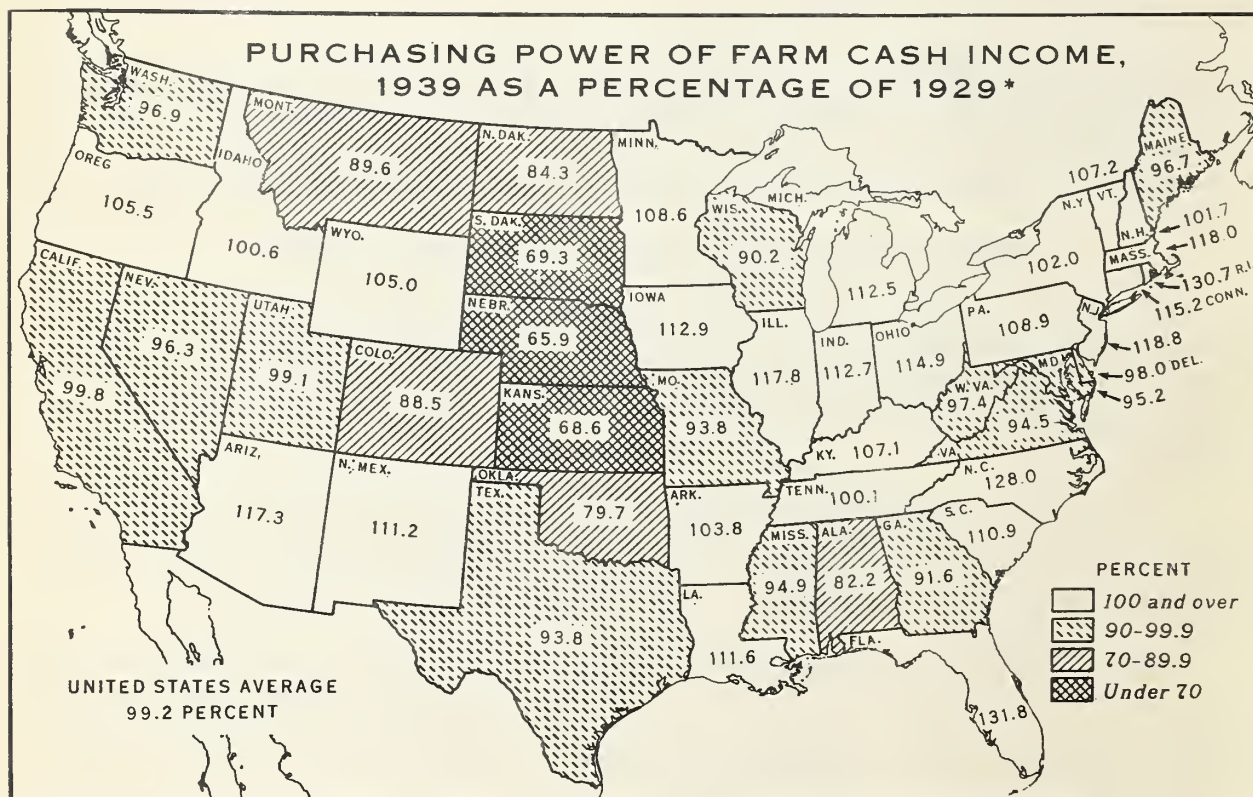 PURCHASING POWER OF FARM CASH INCOME,
1939 AS A PERCENTAGE OF 1929*
WASH.
96.9
OREG.
105.5
IDAHO
100.6
MONT.
89.6
N. DAK.
84.3
MINN.
108.6
S. DAK.
69.3
WYO.
105.0
WIS.
90.2
MICH.
112.5
CALIF.
99.8
NEV.
96.3
UTAH
99.1
COLO.
88.5
NEBR.
65.9
KANS.
68.6
IOWA
112.9
MO.
93.8
ILL.
117.8
IND.
112.7
OHIO
114.9
KY.
107.1
TENN.
100.1
ARIZ.
117.3
N. MEX.
111.2
OKLA.
79.7
TEX.
93.8
ARK.
103.8
LA.
111.6
MISS.
94.9
ALA.
82.2
GA.
91.6
FLA.
131.8
S. C.
110.9
N. C.
128.0
VA.
94.5
W. VA.
97.4
MD.
95.2
98.0 DEL.
PA.
108.9
N.J.
118.8
N.Y.
102.0
VT.
107.2
N.H.
101.7
MAINE
96.7
MASS.
118.0
130.7 R.I.
115.2 CONN.
UNITED STATES AVERAGE
99.2 PERCENT
PERCENT
100 and over
90-99.9
70-89.9
Under 70